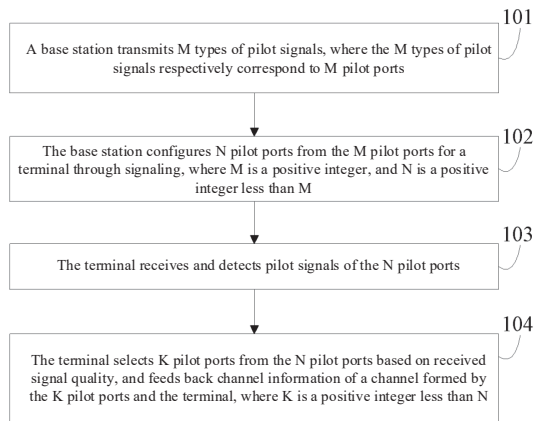 101
A base station transmits M types of pilot signals, where the M types of pilot
signals respectively correspond to M pilot ports
102
The base station configures N pilot ports from the M pilot ports for a
terminal through signaling, where M is a positive integer, and N is a positive
integer less than M
103
The terminal receives and detects pilot signals of the N pilot ports
104
The terminal selects K pilot ports from the N pilot ports based on received
signal quality, and feeds back channel information of a channel formed by
the K pilot ports and the terminal, where K is a positive integer less than N